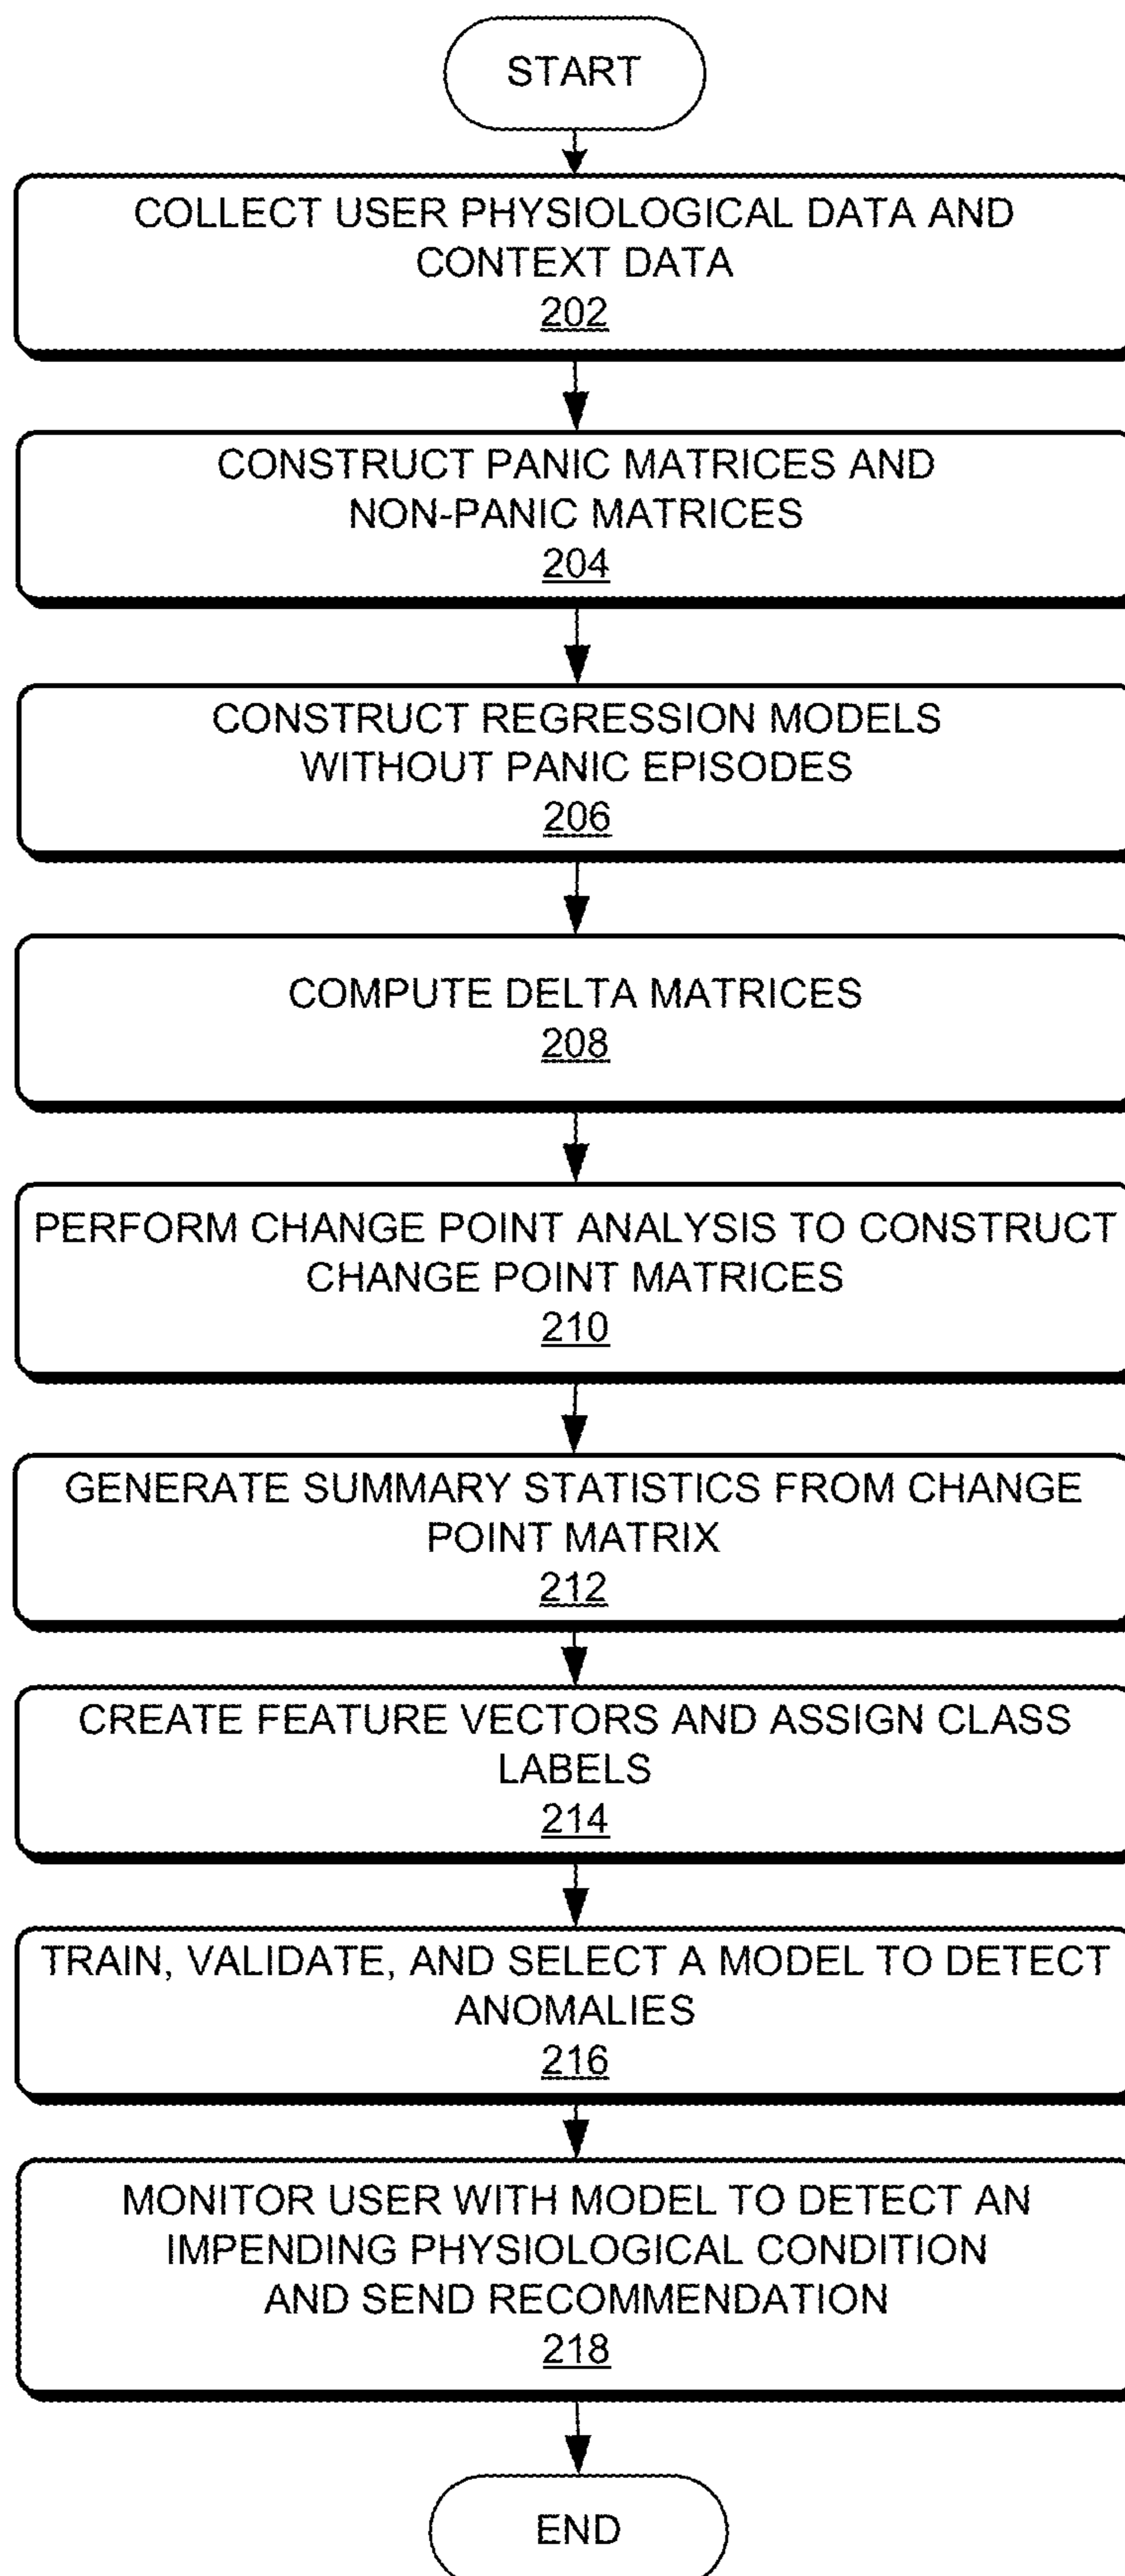 START
COLLECT USER PHYSIOLOGICAL DATA AND
CONTEXT DATA
202
CONSTRUCT PANIC MATRICES AND
NON-PANIC MATRICES
204
CONSTRUCT REGRESSION MODELS
WITHOUT PANIC EPISODES
206
COMPUTE DELTA MATRICES
208
PERFORM CHANGE POINT ANALYSIS TO CONSTRUCT
CHANGE POINT MATRICES
210
GENERATE SUMMARY STATISTICS FROM CHANGE
POINT MATRIX
212
CREATE FEATURE VECTORS AND ASSIGN CLASS
LABELS
214
TRAIN, VALIDATE, AND SELECT A MODEL TO DETECT
ANOMALIES
216
MONITOR USER WITH MODEL TO DETECT AN
IMPENDING PHYSIOLOGICAL CONDITION
AND SEND RECOMMENDATION
218
END